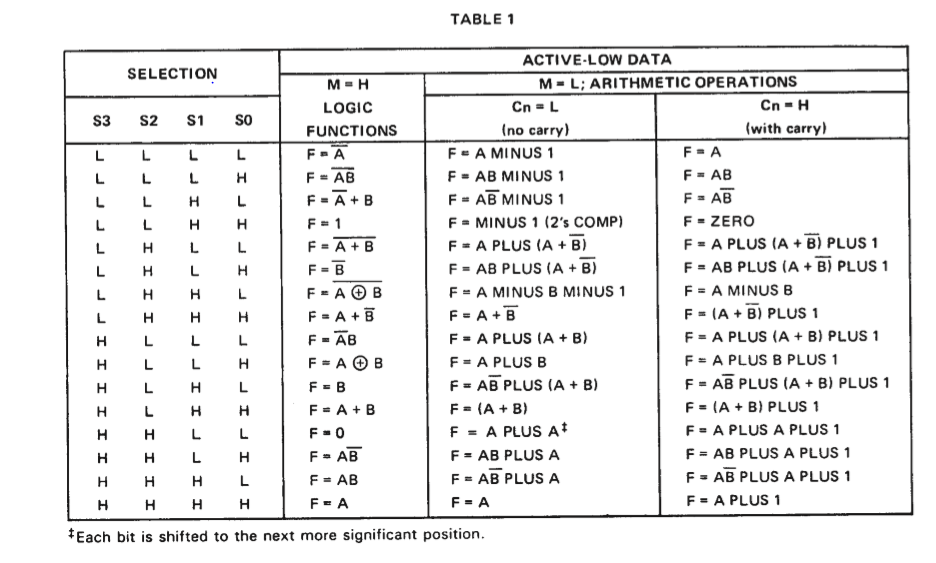 TABLE 1
SELECTION
ACTIVE-LOW DATA
M = H
LOGIC
FUNCTIONS
M = L; ARITHMETIC OPERATIONS
S3 S2 S1 S0
Cn = L
(no carry)
Cn = H
(with carry)
L L L L F = A̅ F = A MINUS 1 F = A
L L L H F = A̅B̅ F = AB MINUS 1 F = AB
L L H L F = A̅ + B F = AB̅ MINUS 1 F = AB̅
L L H H F = 1 F = MINUS 1 (2's COMP) F = ZERO
L H L L F = A̅ ̅+̅ ̅B̅ F = A PLUS (A + B̅) F = A PLUS (A + B̅) PLUS 1
L H L H F = B̅ F = AB PLUS (A + B̅) F = AB PLUS (A + B̅) PLUS 1
L H H L F = A̅ ̅⊕̅ ̅B̅ F = A MINUS B MINUS 1 F = A MINUS B
L H H H F = A + B̅ F = A + B̅ F = (A + B̅) PLUS 1
H L L L F = A̅B F = A PLUS (A + B) F = A PLUS (A + B) PLUS 1
H L L H F = A ⊕ B F = A PLUS B F = A PLUS B PLUS 1
H L H L F = B F = AB̅ PLUS (A + B) F = AB̅ PLUS (A + B) PLUS 1
H L H H F = A + B F = (A + B) F = (A + B) PLUS 1
H H L L F = 0 F = A PLUS A‡ F = A PLUS A PLUS 1
H H L H F = AB̅ F = AB PLUS A F = AB PLUS A PLUS 1
H H H L F = AB F = AB̅ PLUS A F = AB̅ PLUS A PLUS 1
H H H H F = A F = A F = A PLUS 1
‡Each bit is shifted to the next more significant position.